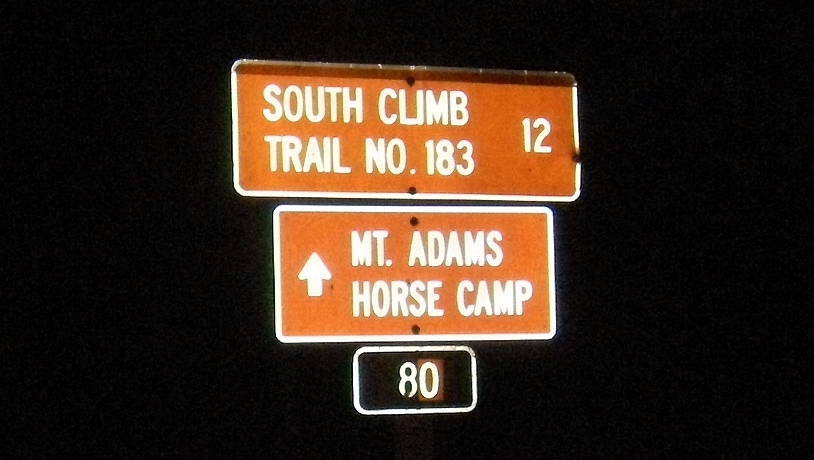 SOUTH CLIMB 12
TRAIL NO. 183
MT. ADAMS
HORSE CAMP
80